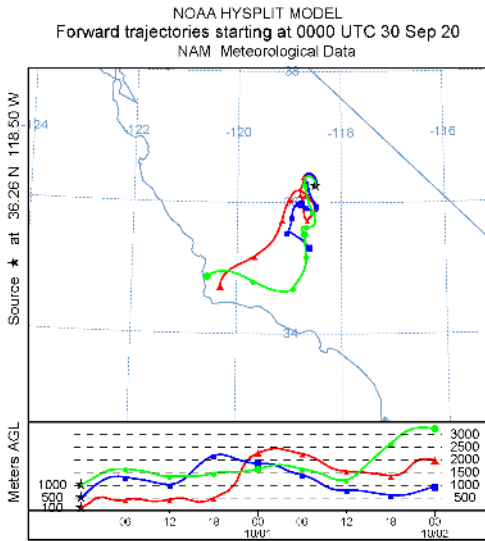 NOAA HYSPLIT MODEL
Forward trajectories starting at 0000 UTC 30 Sep 20
NAM Meteorological Data
Source ★ at 36.26 N 118.50 W
38
-124
-122
-120
-118
-116
34
Meters AGL
1000
500
100
3000
2500
2000
1500
1000
500
06 12 18 00 06 12 18 00
10/01 10/02